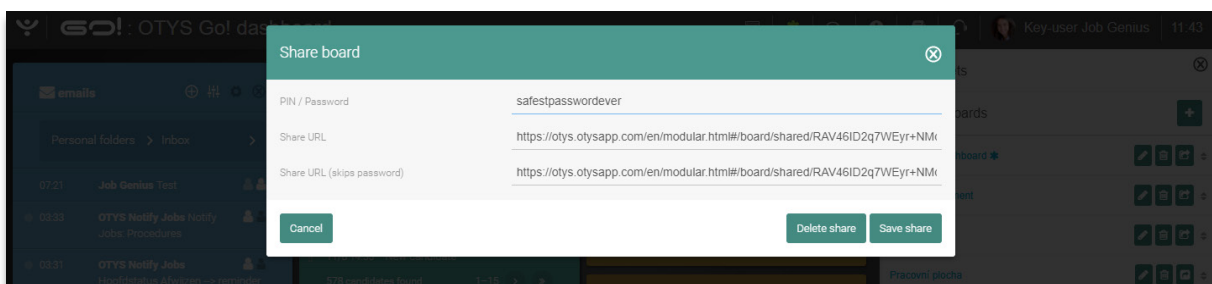 GO! : OTYS Go! das
Key-user Job Genius 11:43
Share board
emails
PIN / Password safestpasswordever
Personal folders > Inbox >
Share URL https://otys.otysapp.com/en/modular.html#/board/shared/RAV46ID2q7WEyr+NM
Share URL (skips password) https://otys.otysapp.com/en/modular.html#/board/shared/RAV46ID2q7WEyr+NM
07:21 Job Genius Test
03:33 OTYS Notify Jobs Notify
Jobs: Procedures
Cancel Delete share Save share
03:31 OTYS Notify Jobs
578 candidates found 1-15
Pracovní plocha